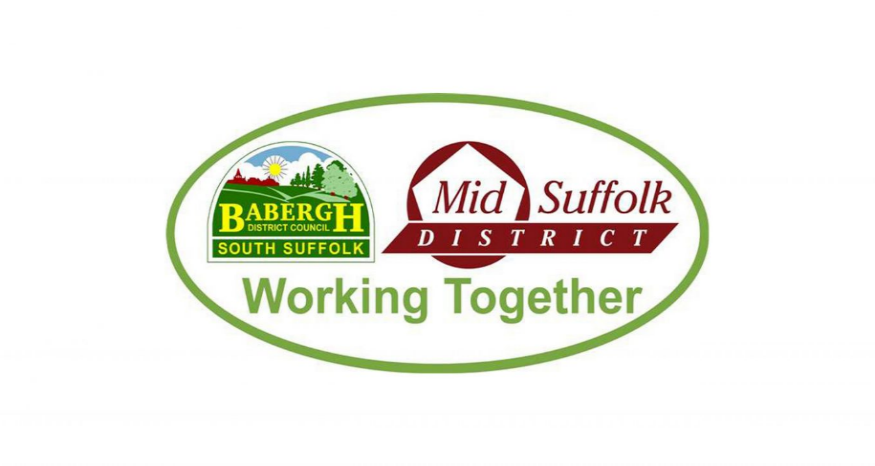 BABERGH
DISTRICT COUNCIL
SOUTH SUFFOLK
Mid Suffolk
DISTRICT
Working Together